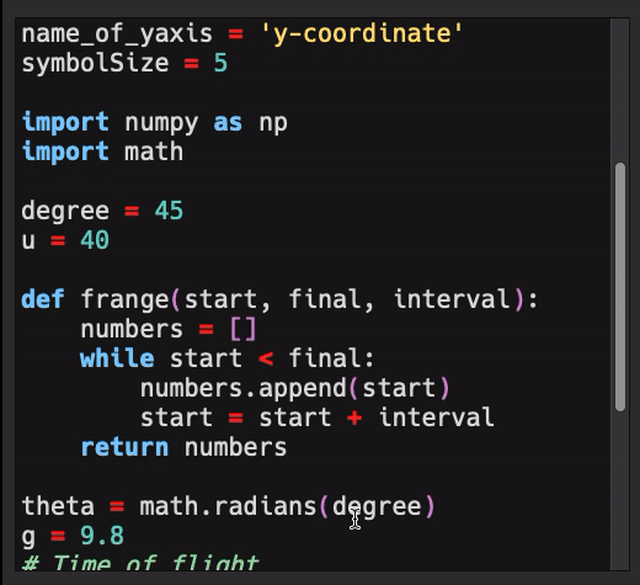 name_of_yaxis = 'y-coordinate'
symbolSize = 5
import numpy as np
import math
degree = 45
u = 40
def frange(start, final, interval):
    numbers = []
    while start < final:
        numbers.append(start)
        start = start + interval
    return numbers
theta = math.radians(degree)
g = 9.8
# Time of flight